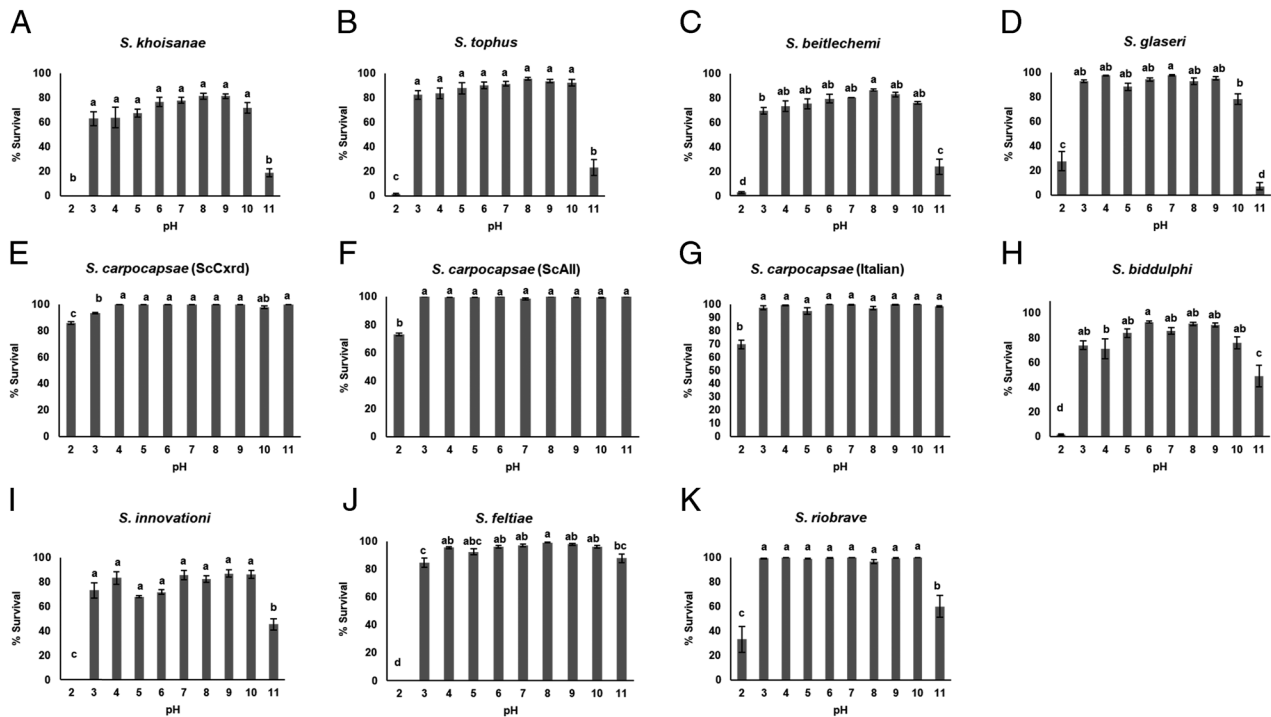 A
S. khoisanae
a a a a a a a a
b b
% Survival
100
80
60
40
20
0
2 3 4 5 6 7 8 9 10 11
pH
B
S. tophus
a a a a a a a a
c b
% Survival
100
80
60
40
20
0
2 3 4 5 6 7 8 9 10 11
pH
C
S. beitlechemi
d b ab ab ab ab a ab ab c
% Survival
100
80
60
40
20
0
2 3 4 5 6 7 8 9 10 11
pH
D
S. glaseri
c ab ab ab ab a ab ab b d
% Survival
100
80
60
40
20
0
2 3 4 5 6 7 8 9 10 11
pH
E
S. carpocapsae (ScCxrd)
c b a a a a a a ab a
% Survival
100
80
60
40
20
0
2 3 4 5 6 7 8 9 10 11
pH
F
S. carpocapsae (ScAll)
b a a a a a a a a a
% Survival
100
80
60
40
20
0
2 3 4 5 6 7 8 9 10 11
pH
G
S. carpocapsae (Italian)
b a a a a a a a a a
% Survival
100
90
80
70
60
50
40
30
20
10
0
2 3 4 5 6 7 8 9 10 11
pH
H
S. biddulphi
d ab b ab a ab ab ab ab c
% Survival
100
80
60
40
20
0
2 3 4 5 6 7 8 9 10 11
pH
I
S. innovationi
c a a a a a a a a b
% Survival
100
80
60
40
20
0
2 3 4 5 6 7 8 9 10 11
pH
J
S. feltiae
d c ab abc ab ab a ab ab bc
% Survival
100
80
60
40
20
0
2 3 4 5 6 7 8 9 10 11
pH
K
S. riobrave
c a a a a a a a a b
% Survival
100
80
60
40
20
0
2 3 4 5 6 7 8 9 10 11
pH